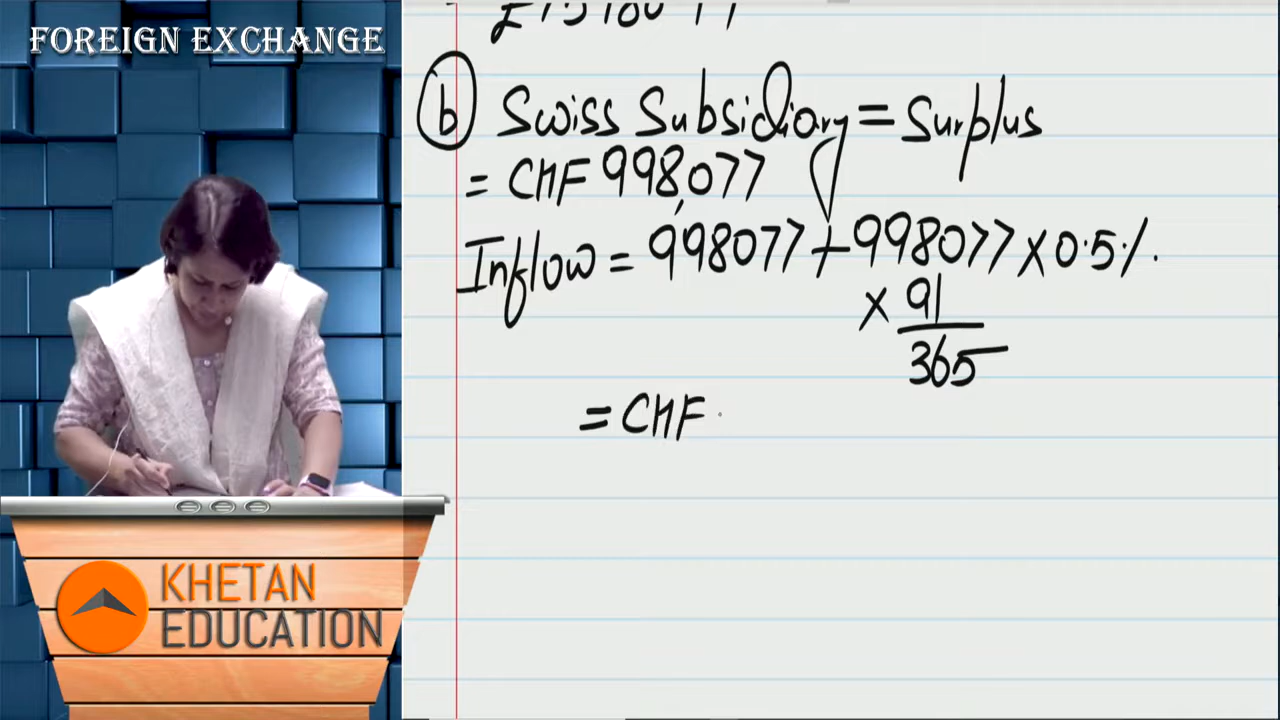 FOREIGN EXCHANGE
b Swiss Subsidiary = Surplus
= CHF 998,077
Inflow = 998077 + 998077 × 0.5%.
× 91
365
= CHF
KHETAN
EDUCATION